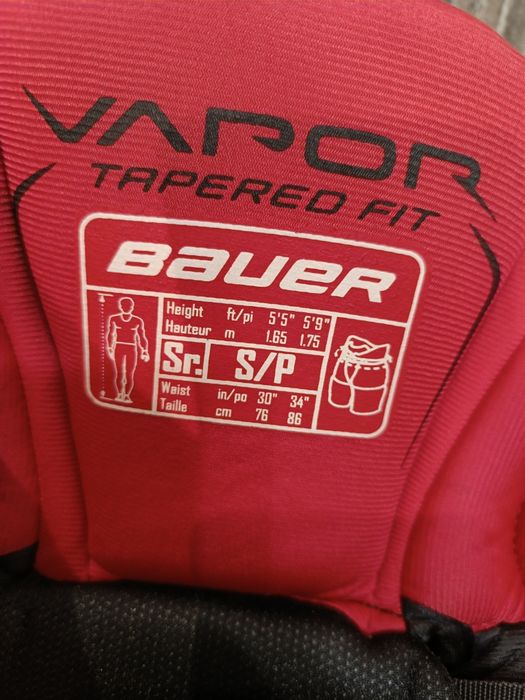 VAPOR
TAPERED FIT
BAUER
Height ft/pi 5'5" 5'9"
Hauteur m 1.65 1.75
Sr. S/P
Waist in/po 30" 34"
Taille cm 76 86